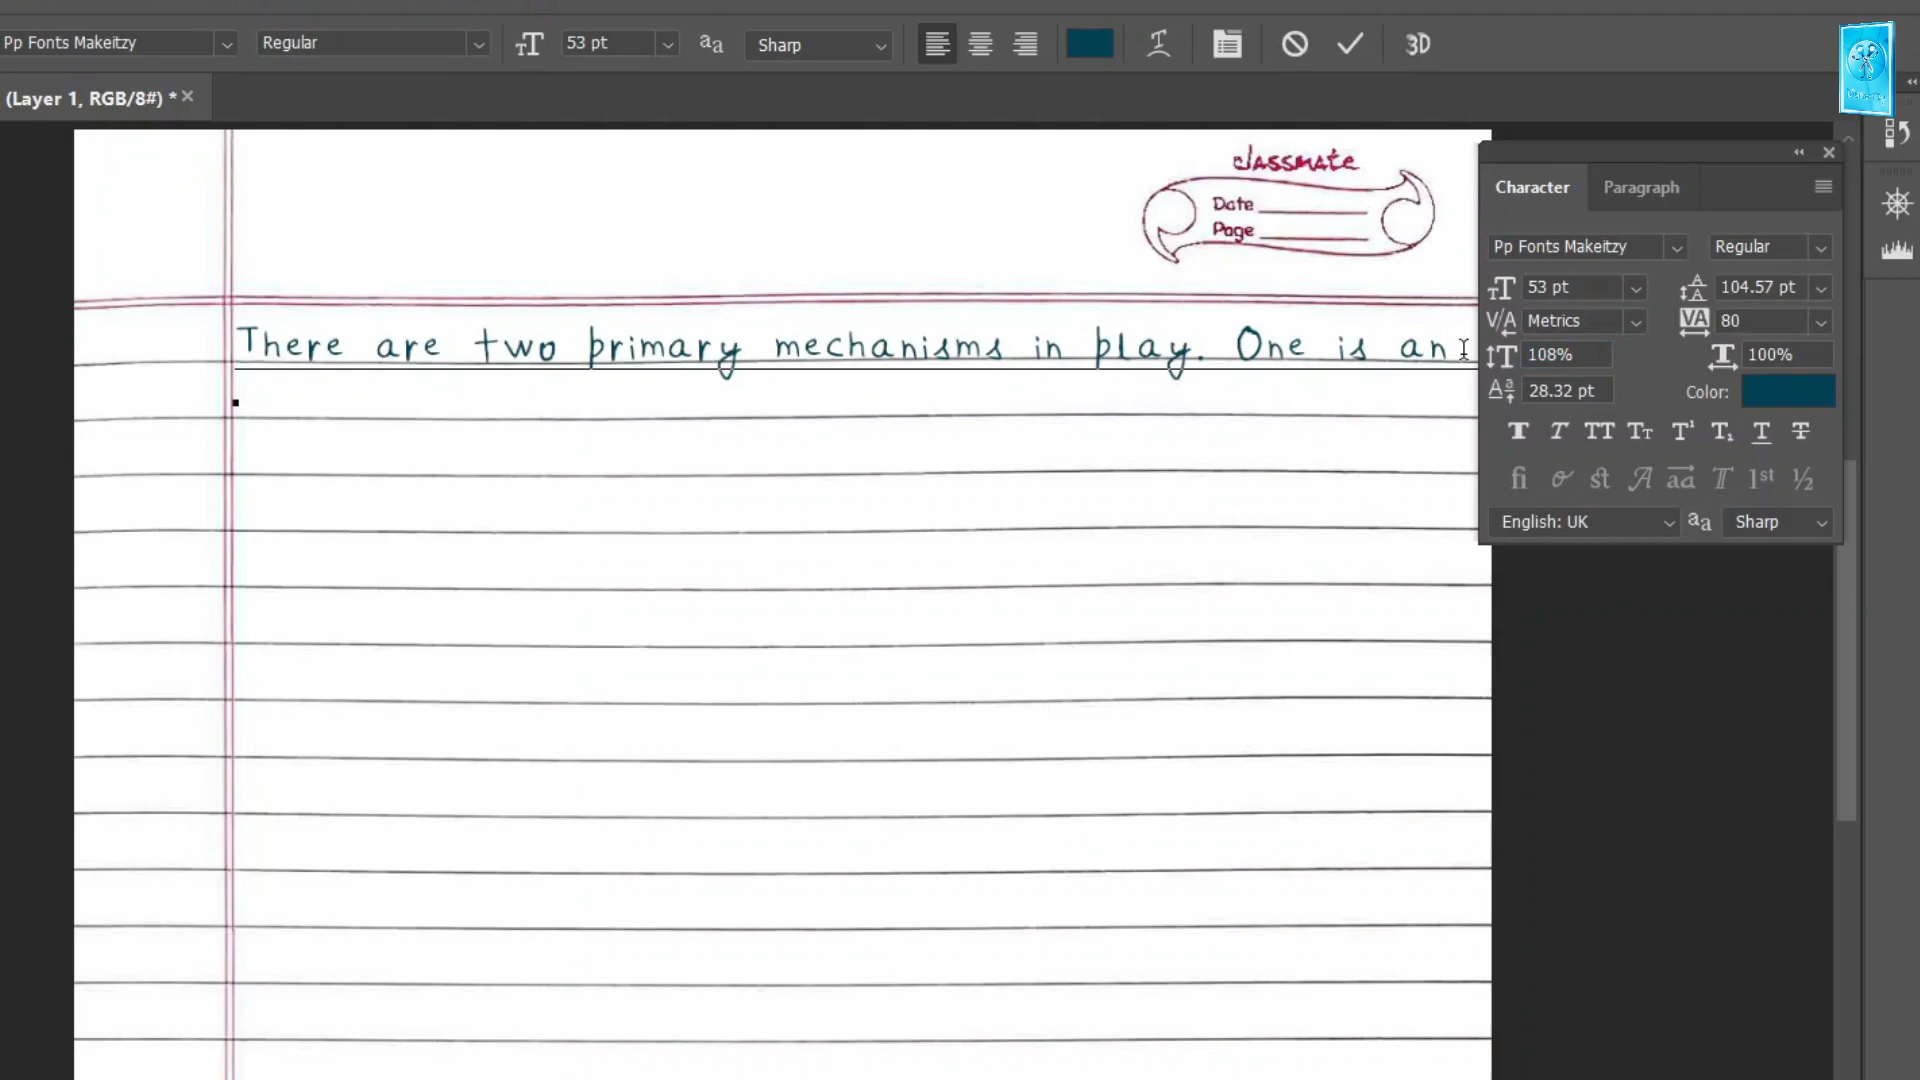 Pp Fonts Makeitzy Regular 53 pt Sharp 3D
(Layer 1, RGB/8#) *
classmate
Date
Page
There are two primary mechanisms in play. One is an
Character Paragraph
Pp Fonts Makeitzy Regular
53 pt 104.57 pt
Metrics 80
108% 100%
28.32 pt Color:
English: UK Sharp